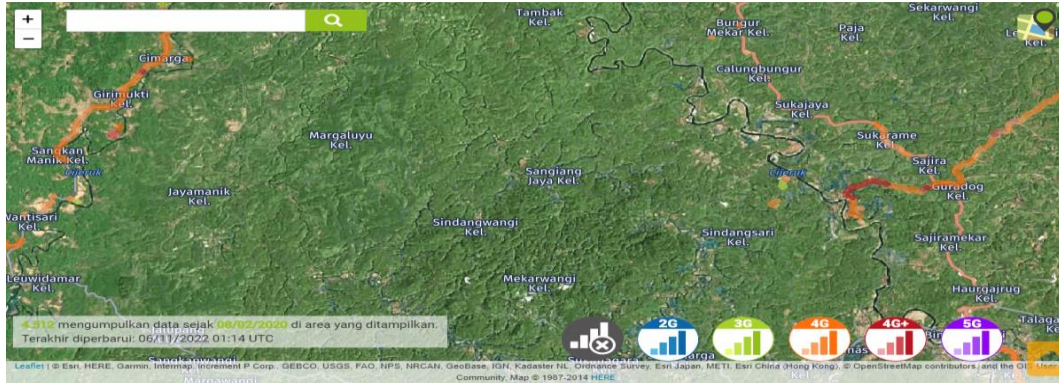 +
−
Tambak
Kel.
Bungur
Mekar Kel.
Paja
Kel.
Sekarwangi
Kel.
Cimarga
Calungbungur
Kel.
Girimukti
Kel.
Sukajaya
Kel.
Margaluyu
Kel.
Sukarame
Kel.
Sangkan
Manik Kel.
Cijeruk
Sangiang
Jaya Kel.
Cijeruk
Sajira
Kel.
Jayamanik
Kel.
Guradog
Kel.
Wantisari
Kel.
Sindangwangi
Kel.
Sindangsari
Kel.
Sajiramekar
Kel.
Leuwidamar
Kel.
Mekarwangi
Kel.
Haurgajrug
Kel.
4.512 mengumpulkan data sejak 08/02/2020 di area yang ditampilkan.
Terakhir diperbarui: 06/11/2022 01:14 UTC
2G
3G
4G
4G+
5G
Sangkanwangi
Leaflet | © Esri, HERE, Garmin, Intermap, increment P Corp., GEBCO, USGS, FAO, NPS, NRCAN, GeoBase, IGN, Kadaster NL, Ordnance Survey, Esri Japan, METI, Esri China (Hong Kong), © OpenStreetMap contributors, and the GIS User
Community, Map © 1987-2014 HERE